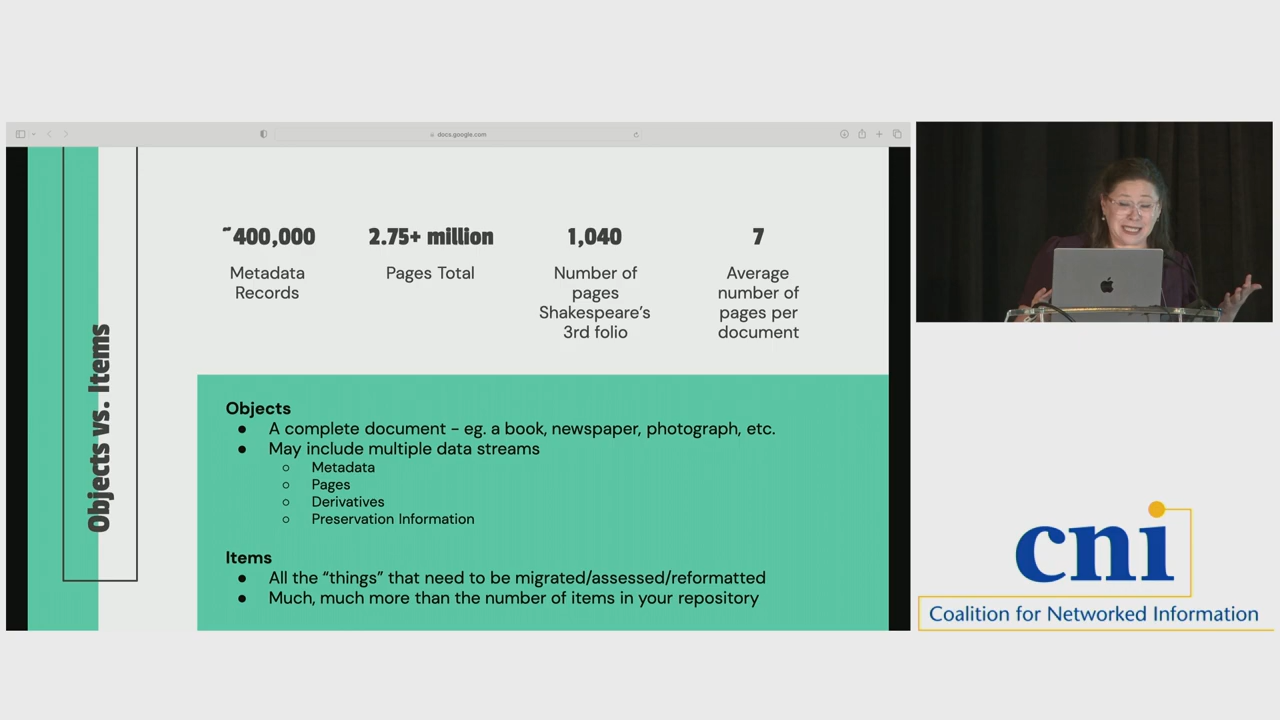 docs.google.com
Objects vs. Items
~400,000
Metadata
Records
2.75+ million
Pages Total
1,040
Number of
pages
Shakespeare's
3rd folio
7
Average
number of
pages per
document
Objects
● A complete document - eg. a book, newspaper, photograph, etc.
● May include multiple data streams
○ Metadata
○ Pages
○ Derivatives
○ Preservation Information
Items
● All the “things” that need to be migrated/assessed/reformatted
● Much, much more than the number of items in your repository
cni
Coalition for Networked Information